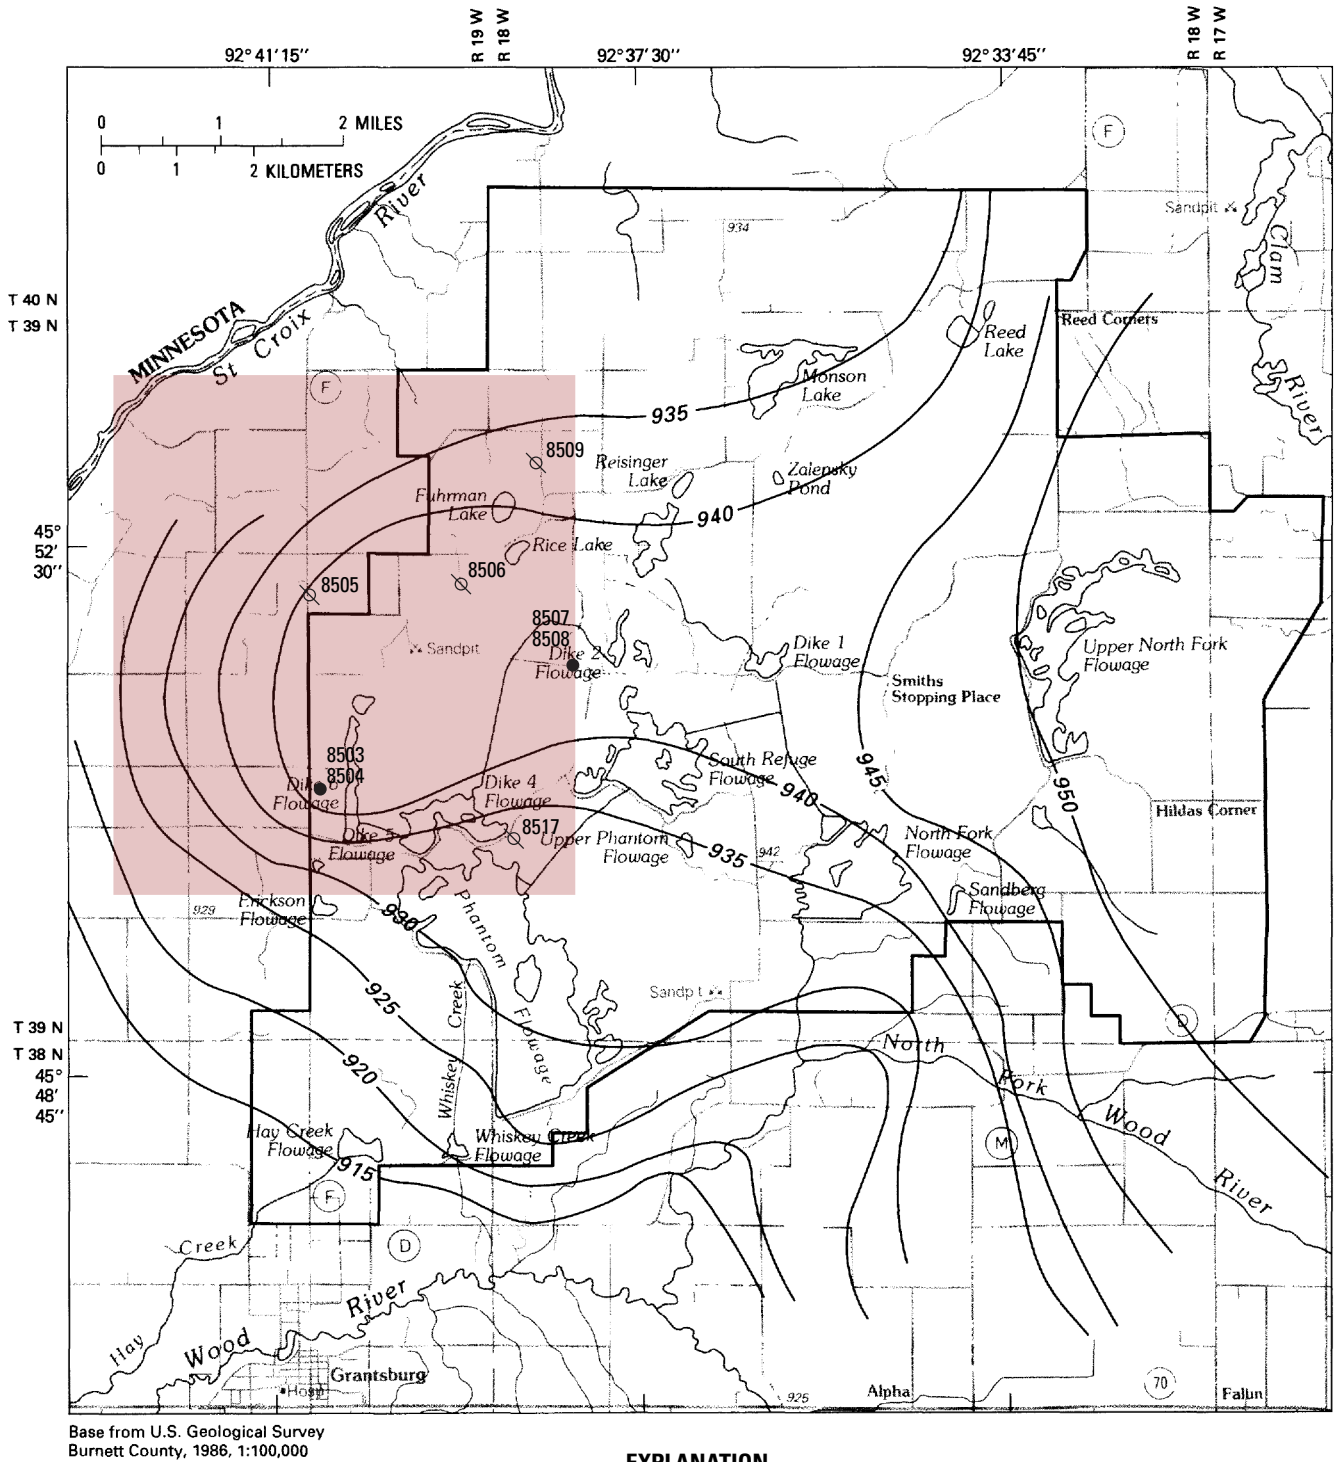 R 19 W
R 18 W
R 18 W
R 17 W
92°41'15"
92°37'30"
92°33'45"
0 1 2 MILES
0 1 2 KILOMETERS
F
Sandpit
River
934
Clam
T 40 N
T 39 N
MINNESOTA
St Croix
Reed Corners
Reed
Lake
F
Monson
Lake
River
935
8509
Reisinger
Lake
Zalensky
Pond
Fuhrman
Lake
940
45°
52'
30"
Rice Lake
8505
8506
8507
8508
Dike 2
Flowage
Sandpit
Dike 1
Flowage
Upper North Fork
Flowage
Smiths
Stopping Place
8503
8504
Flowage
Dike 4
Flowage
South Refuge
Flowage
940
945
950
Hildas Corner
Dike 5
Flowage
8517
Upper Phantom
Flowage
935
942
North Fork
Flowage
Sandberg
Flowage
Erickson
Flowage
929
930
Phantom
Flowage
925
Whiskey Creek
Sandpit
D
T 39 N
T 38 N
45°
48'
45"
920
North
Fork
Wood
River
M
Hay Creek
Flowage
Whiskey Creek
Flowage
915
F
Creek
D
River
Hay
Wood
Grantsburg
Hosp
925
Alpha
70
Falun
Base from U.S. Geological Survey
Burnett County, 1986, 1:100,000
EXPLANATION